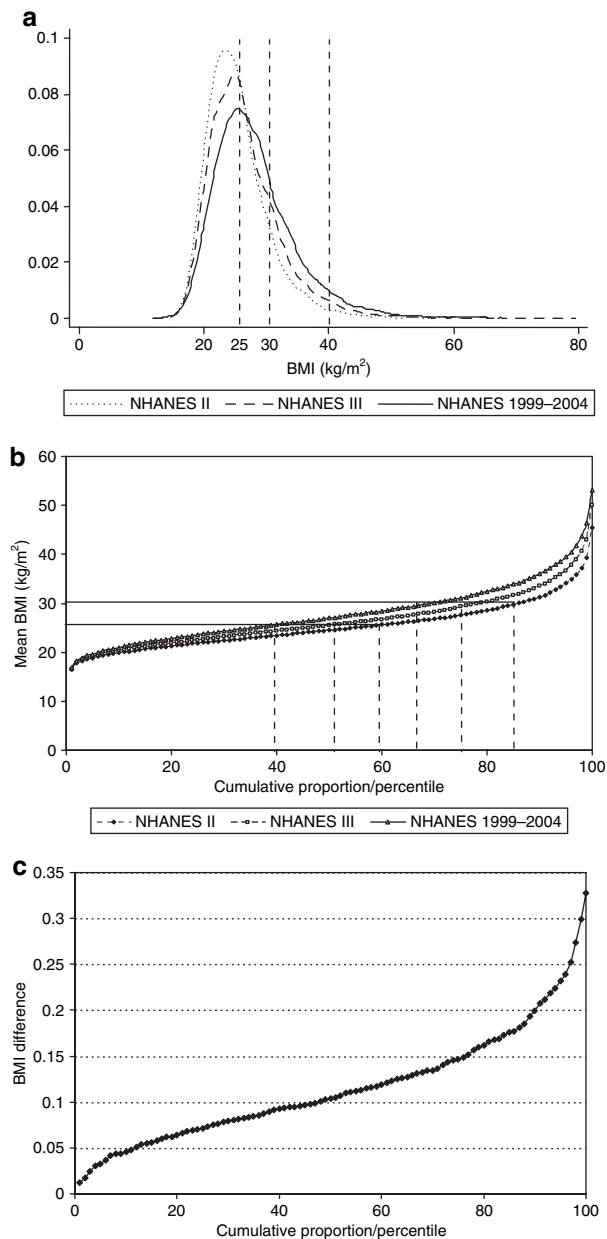 a
0.1
0.08
0.06
0.04
0.02
0
0 20 25 30 40 60 80
BMI (kg/m²)
NHANES II NHANES III NHANES 1999–2004
b
Mean BMI (kg/m²)
60
50
40
30
20
10
0
0 20 40 60 80 100
Cumulative proportion/percentile
NHANES II NHANES III NHANES 1999–2004
c
BMI difference
0.35
0.3
0.25
0.2
0.15
0.1
0.05
0
0 20 40 60 80 100
Cumulative proportion/percentile